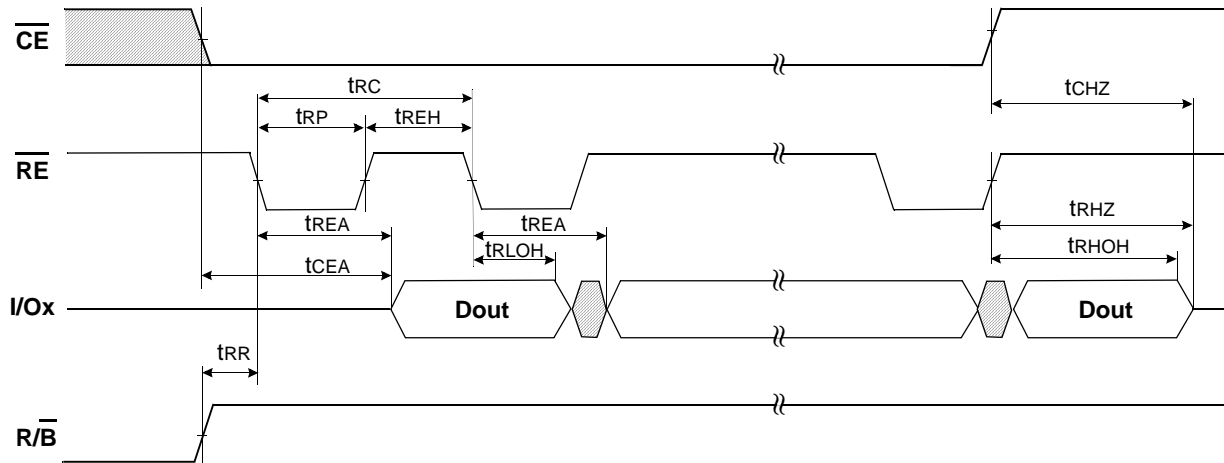 CE
tRC
tCHZ
tRP
tREH
RE
tREA
tREA
tRHZ
tRLOH
tRHOH
tCEA
I/Ox
Dout
Dout
tRR
R/B